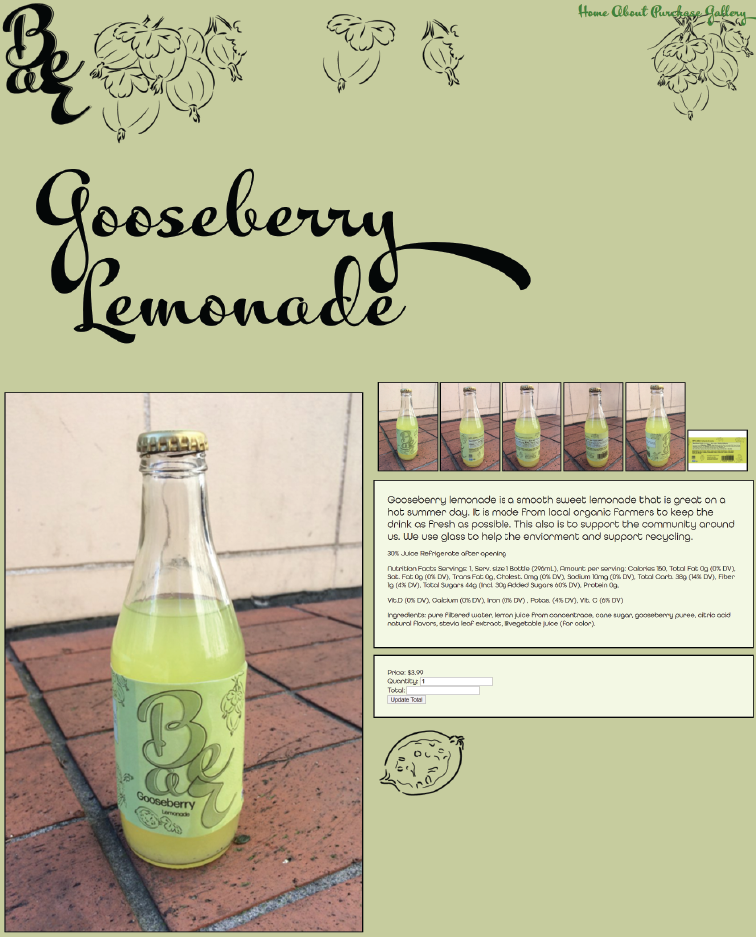 Bear
Home About Purchase Gallery
Gooseberry
Lemonade
Gooseberry lemonade is a smooth sweet lemonade that is great on a
hot summer day. It is made from local organic farmers to keep the
drink as fresh as possible. This also is to support the community around
us. We use glass to help the enviorment and support recycling.
30% Juice Refrigerate after opening
Nutrition Facts Servings: 1, Serv. size 1 Bottle (296mL), Amount per serving: Calories 150, Total Fat 0g (0% DV),
Sat. Fat 0g (0% DV), Trans Fat 0g, Cholest. 0mg (0% DV), Sodium 10mg (0% DV), Total Carb. 38g (14% DV), Fiber
1g (4% DV), Total Sugars 44g (Incl. 30g Added Sugars 60% DV), Protein 0g,
Vit.D (0% DV), Calcium (0% DV), Iron (0% DV) , Potas. (4% DV), Vit. C (6% DV)
Ingredients: pure filtered water, lemon juice from concentrate, cane sugar, gooseberry puree, citric acid
natural flavors, stevia leaf extract,
vegetable juice (for color).
Price: $3.99
Quantity: 1
Total:
Update Total
Bear
Gooseberry
Lemonade